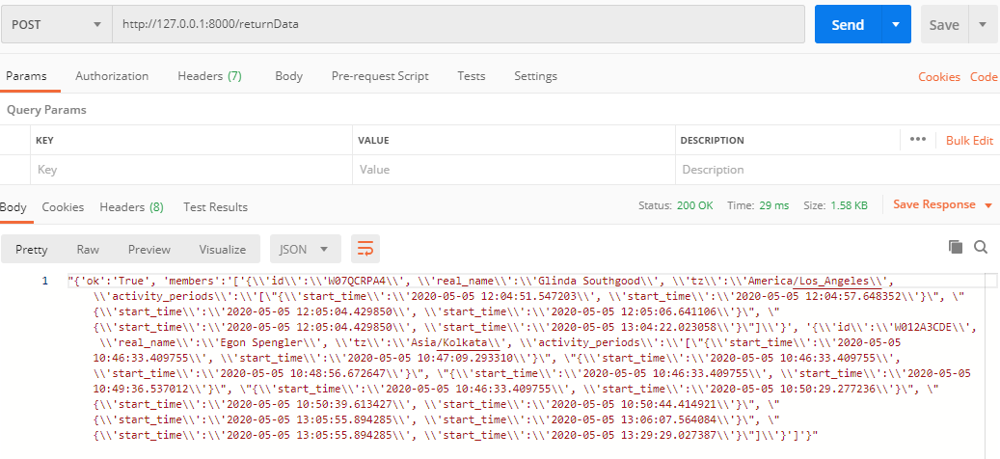 POST http://127.0.0.1:8000/returnData Send Save
Params Authorization Headers (7) Body Pre-request Script Tests Settings Cookies Code
Query Params
KEY VALUE DESCRIPTION ••• Bulk Edit
Key Value Description
Body Cookies Headers (8) Test Results Status: 200 OK Time: 29 ms Size: 1.58 KB Save Response
Pretty Raw Preview Visualize JSON
1 "{'ok':'True', 'members':'['{\\'id\\':\\'W07QCRPA4\\', \\'real_name\\':\\'Glinda Southgood\\', \\'tz\\':\\'America/Los_Angeles\\',
\\'activity_periods\\':\\'[\"{\\'start_time\\':\\'2020-05-05 12:04:51.547203\\', \\'start_time\\':\\'2020-05-05 12:04:57.648352\\'}\", \"
{\\'start_time\\':\\'2020-05-05 12:05:04.429850\\', \\'start_time\\':\\'2020-05-05 12:05:06.641106\\'}\", \"
{\\'start_time\\':\\'2020-05-05 12:05:04.429850\\', \\'start_time\\':\\'2020-05-05 13:04:22.023058\\'}\"]\\'}', '{\\'id\\':\\'W012A3CDE\\',
\\'real_name\\':\\'Egon Spengler\\', \\'tz\\':\\'Asia/Kolkata\\', \\'activity_periods\\':\\'[\"{\\'start_time\\':\\'2020-05-05
10:46:33.409755\\', \\'start_time\\':\\'2020-05-05 10:47:09.293310\\'}\", \"{\\'start_time\\':\\'2020-05-05 10:46:33.409755\\',
\\'start_time\\':\\'2020-05-05 10:48:56.672647\\'}\", \"{\\'start_time\\':\\'2020-05-05 10:46:33.409755\\', \\'start_time\\':\\'2020-05-05
10:49:36.537012\\'}\", \"{\\'start_time\\':\\'2020-05-05 10:46:33.409755\\', \\'start_time\\':\\'2020-05-05 10:50:29.277236\\'}\", \"
{\\'start_time\\':\\'2020-05-05 10:50:39.613427\\', \\'start_time\\':\\'2020-05-05 10:50:44.414921\\'}\", \"
{\\'start_time\\':\\'2020-05-05 13:05:55.894285\\', \\'start_time\\':\\'2020-05-05 13:06:07.564084\\'}\", \"
{\\'start_time\\':\\'2020-05-05 13:05:55.894285\\', \\'start_time\\':\\'2020-05-05 13:29:29.027387\\'}\"]\\'}']'}"